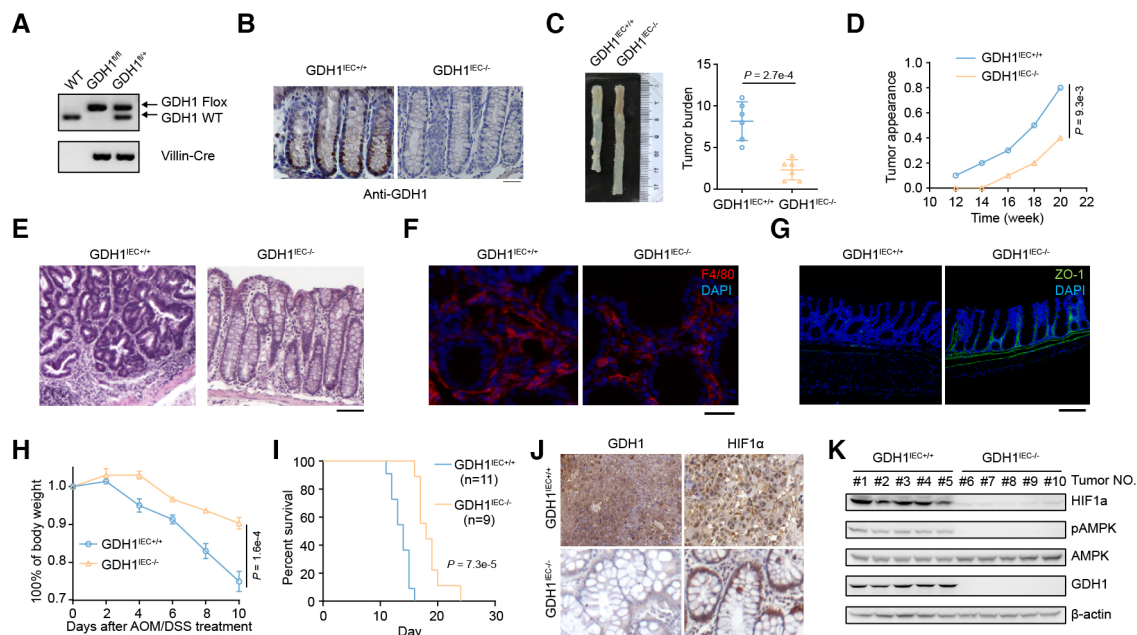 A
WT
GDH1fl/fl
GDH1fl/+
GDH1 Flox
GDH1 WT
Villin-Cre
B
GDH1IEC+/+
GDH1IEC-/-
Anti-GDH1
C
GDH1IEC+/+
GDH1IEC-/-
P = 2.7e-4
Tumor burden
15
10
5
0
GDH1IEC+/+
GDH1IEC-/-
D
GDH1IEC+/+
GDH1IEC-/-
Tumor appearance
1.0
0.8
0.6
0.4
0.2
0.0
P = 9.3e-3
10 12 14 16 18 20 22
Time (week)
E
GDH1IEC+/+
GDH1IEC-/-
F
GDH1IEC+/+
GDH1IEC-/-
F4/80
DAPI
G
GDH1IEC+/+
GDH1IEC-/-
ZO-1
DAPI
H
100% of body weight
1.0
0.9
0.8
0.7
GDH1IEC+/+
GDH1IEC-/-
P = 1.6e-4
0 2 4 6 8 10
Days after AOM/DSS treatment
I
Percent survival
100
80
60
40
20
0
GDH1IEC+/+
(n=11)
GDH1IEC-/-
(n=9)
P = 7.3e-5
0 10 20 30
Day
J
GDH1
HIF1α
GDH1IEC+/+
GDH1IEC-/-
K
GDH1IEC+/+
GDH1IEC-/-
#1 #2 #3 #4 #5 #6 #7 #8 #9 #10
Tumor NO.
HIF1a
pAMPK
AMPK
GDH1
β-actin